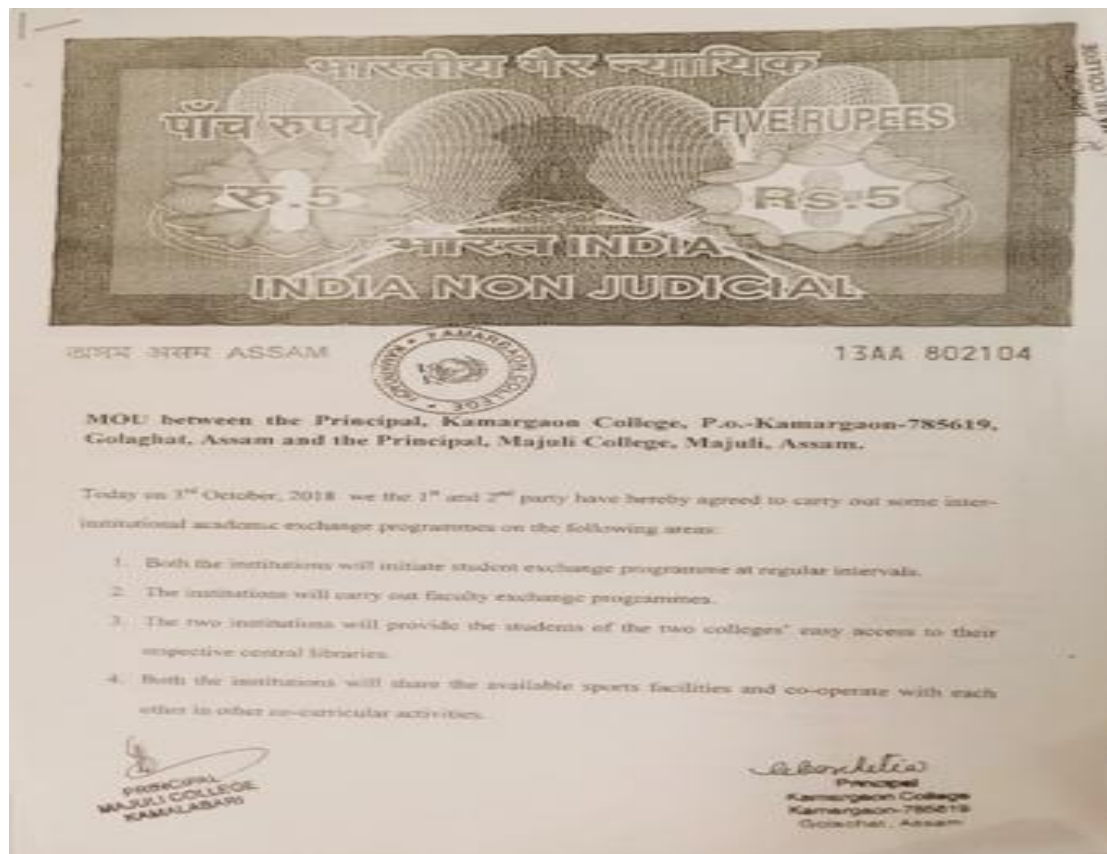 भारतीय गैर न्यायिक
पाँच रुपये
FIVE RUPEES
रु.5
Rs.5
भारत INDIA
INDIA NON JUDICIAL
MAJULI COLLEGE
অসম असम ASSAM
13AA 802104
KAMARGAON COLLEGE
MOU between the Principal, Kamargaon College, P.o.-Kamargaon-785619,
Golaghat, Assam and the Principal, Majuli College, Majuli, Assam.
Today on 3rd October, 2018 we the 1st and 2nd party have hereby agreed to carry out some inter-
institutional academic exchange programmes on the following areas:
1. Both the institutions will initiate student exchange programme at regular intervals.
2. The institutions will carry out faculty exchange programmes.
3. The two institutions will provide the students of the two colleges' easy access to their
respective central libraries.
4. Both the institutions will share the available sports facilities and co-operate with each
other in other co-curricular activities.
PRINCIPAL
MAJULI COLLEGE
KAMALABARI
Principal
Kamargaon College
Kamargaon-785619
Golaghat, Assam